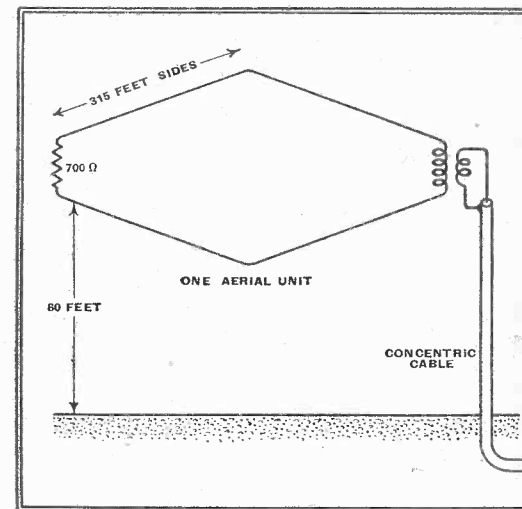 315 FEET SIDES
700 Ω
ONE AERIAL UNIT
60 FEET
CONCENTRIC
CABLE